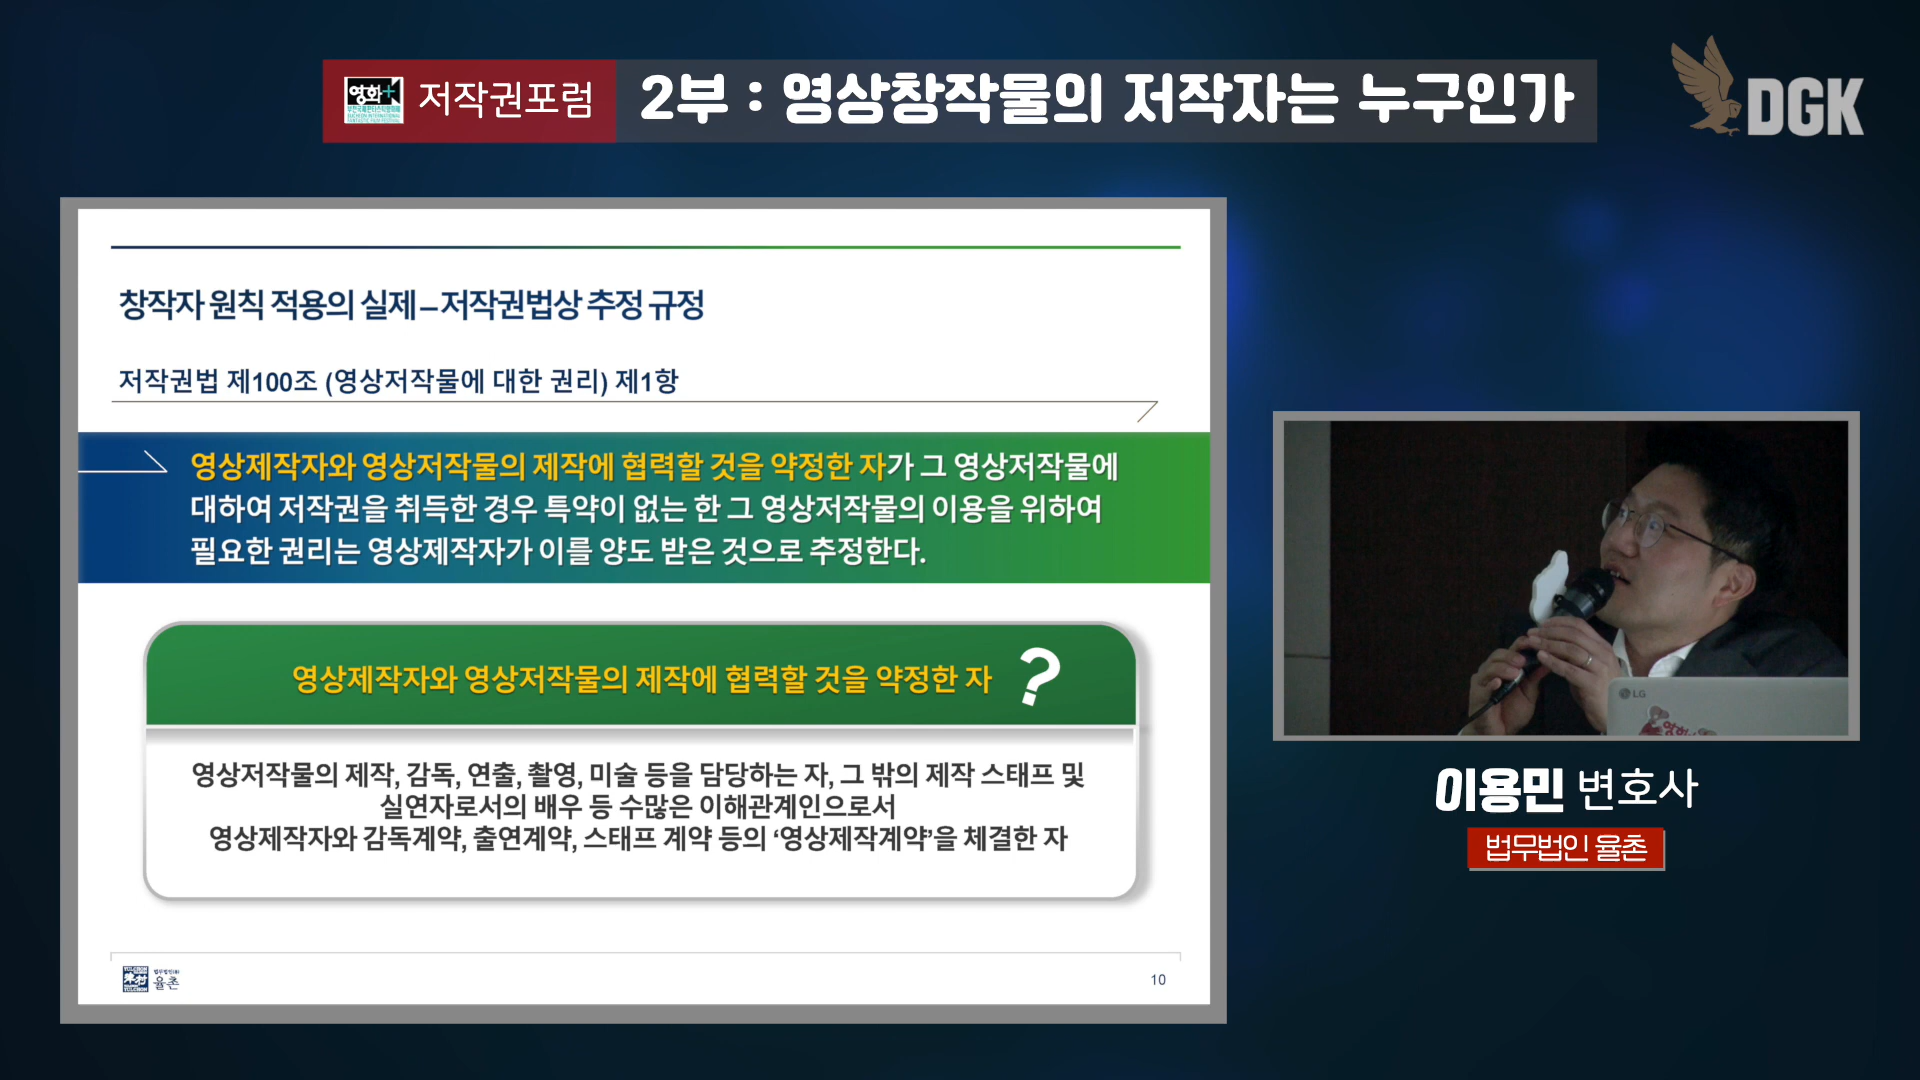 영화+
저작권포럼
2부 : 영상창작물의 저작자는 누구인가
DGK
창작자 원칙 적용의 실제 – 저작권법상 추정 규정
저작권법 제100조 (영상저작물에 대한 권리) 제1항
영상제작자와 영상저작물의 제작에 협력할 것을 약정한 자가 그 영상저작물에
대하여 저작권을 취득한 경우 특약이 없는 한 그 영상저작물의 이용을 위하여
필요한 권리는 영상제작자가 이를 양도 받은 것으로 추정한다.
영상제작자와 영상저작물의 제작에 협력할 것을 약정한 자 ?
영상저작물의 제작, 감독, 연출, 촬영, 미술 등을 담당하는 자, 그 밖의 제작 스태프 및
실연자로서의 배우 등 수많은 이해관계인으로서
영상제작자와 감독계약, 출연계약, 스태프 계약 등의 ‘영상제작계약’을 체결한 자
율촌
10
LG
이용민 변호사
법무법인 율촌